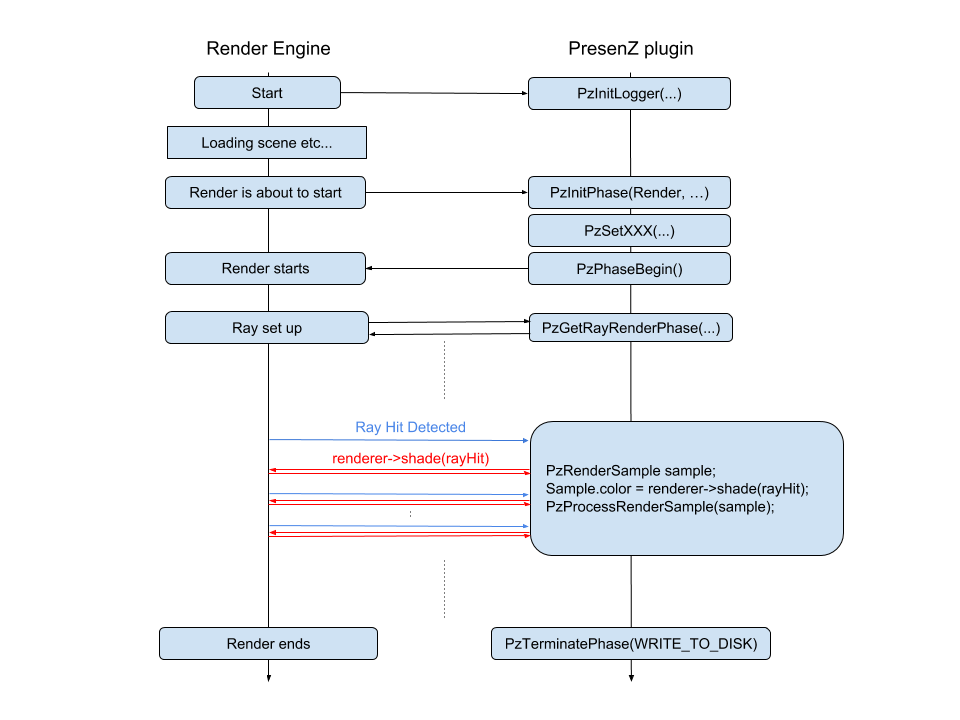 Render Engine
PresenZ plugin
Start
PzInitLogger(...)
Loading scene etc...
Render is about to start
PzInitPhase(Render, …)
PzSetXXX(...)
Render starts
PzPhaseBegin()
Ray set up
PzGetRayRenderPhase(...)
Ray Hit Detected
renderer->shade(rayHit)
PzRenderSample sample;
Sample.color = renderer->shade(rayHit);
PzProcessRenderSample(sample);
:
Render ends
PzTerminatePhase(WRITE_TO_DISK)